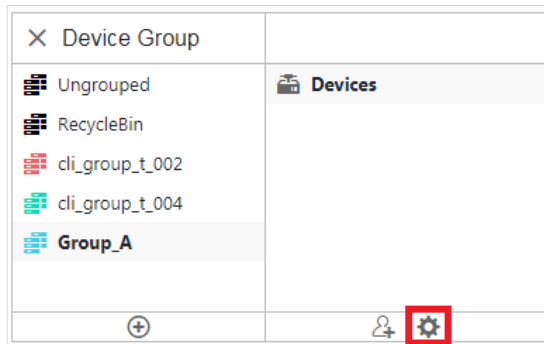 Device Group
Ungrouped
Devices
RecycleBin
cli_group_t_002
cli_group_t_004
Group_A